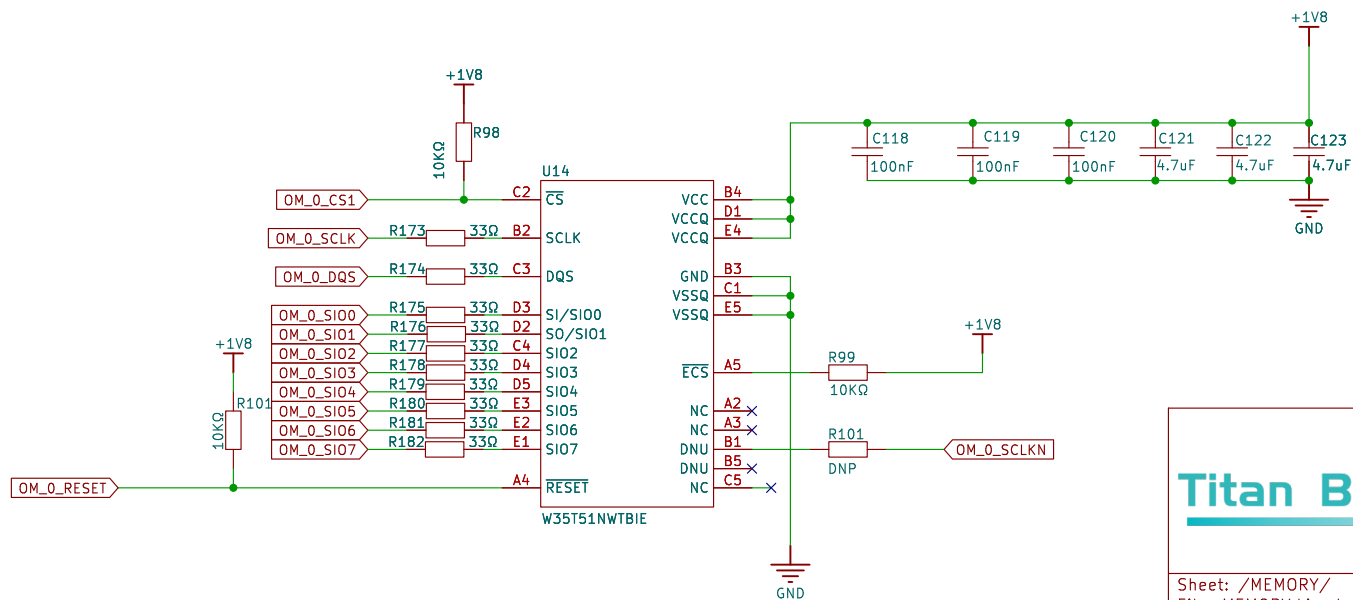 +1V8
+1V8
R98
10KΩ
C118
100nF
C119
100nF
C120
100nF
C121
4.7uF
C122
4.7uF
C123
4.7uF
GND
U14
OM_0_CS1
C2
CS
VCC
B4
VCCQ
D1
OM_0_SCLK
R173
33Ω
B2
SCLK
VCCQ
E4
OM_0_DQS
R174
33Ω
C3
DQS
GND
B3
VSSQ
C1
OM_0_SIO0
R175
33Ω
D3
SI/SIO0
VSSQ
E5
OM_0_SIO1
R176
33Ω
D2
SO/SIO1
OM_0_SIO2
R177
33Ω
C4
SIO2
OM_0_SIO3
R178
33Ω
D4
SIO3
ECS
A5
R99
10KΩ
+1V8
OM_0_SIO4
R179
33Ω
D5
SIO4
OM_0_SIO5
R180
33Ω
E3
SIO5
NC
A2
OM_0_SIO6
R181
33Ω
E2
SIO6
NC
A3
OM_0_SIO7
R182
33Ω
E1
SIO7
DNU
B1
R101
DNP
OM_0_SCLKN
DNU
B5
+1V8
R101
10KΩ
OM_0_RESET
A4
RESET
NC
C5
W35T51NWTBIE
GND
Titan B
Sheet: /MEMORY/